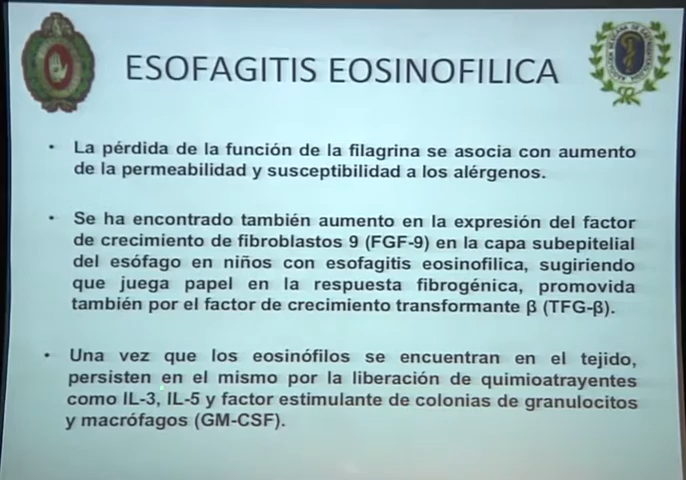 ESOFAGITIS EOSINOFILICA
• La pérdida de la función de la filagrina se asocia con aumento
de la permeabilidad y susceptibilidad a los alérgenos.
• Se ha encontrado también aumento en la expresión del factor
de crecimiento de fibroblastos 9 (FGF-9) en la capa subepitelial
del esófago en niños con esofagitis eosinofilica, sugiriendo
que juega papel en la respuesta fibrogénica, promovida
también por el factor de crecimiento transformante β (TFG-β).
• Una vez que los eosinófilos se encuentran en el tejido,
persisten en el mismo por la liberación de quimioatrayentes
como IL-3, IL-5 y factor estimulante de colonias de granulocitos
y macrófagos (GM-CSF).